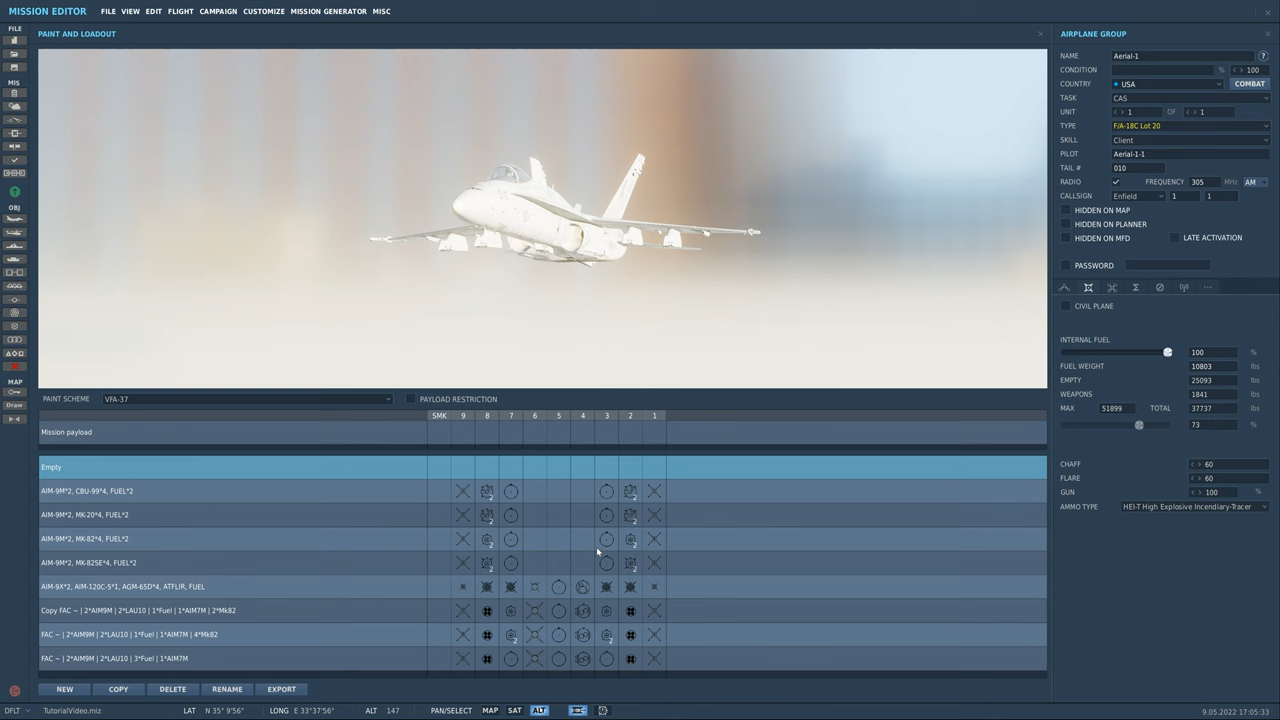 MISSION EDITOR FILE VIEW EDIT FLIGHT CAMPAIGN CUSTOMIZE MISSION GENERATOR MISC
FILE
MIS
OBJ
MAP
Draw
PAINT AND LOADOUT
PAINT SCHEME VFA-37 PAYLOAD RESTRICTION
SMK 9 8 7 6 5 4 3 2 1
Mission payload
Empty
AIM-9M*2, CBU-99*4, FUEL*2 2 2
AIM-9M*2, MK-20*4, FUEL*2 2 2
AIM-9M*2, MK-82*4, FUEL*2 2 2
AIM-9M*2, MK-82SE*4, FUEL*2 2 2
AIM-9X*2, AIM-120C-5*1, AGM-65D*4, ATFLIR, FUEL
Copy FAC ~ | 2*AIM9M | 2*LAU10 | 1*Fuel | 1*AIM7M | 2*Mk82
FAC ~ | 2*AIM9M | 2*LAU10 | 1*Fuel | 1*AIM7M | 4*Mk82 2 2
FAC ~ | 2*AIM9M | 2*LAU10 | 3*Fuel | 1*AIM7M
NEW COPY DELETE RENAME EXPORT
AIRPLANE GROUP
NAME Aerial-1 ?
CONDITION % < > 100
COUNTRY USA COMBAT
TASK CAS
UNIT < > 1 OF < > 1
TYPE F/A-18C Lot 20
SKILL Client
PILOT Aerial-1-1
TAIL # 010
RADIO FREQUENCY 305 MHz AM
CALLSIGN Enfield 1 1
HIDDEN ON MAP
HIDDEN ON PLANNER
HIDDEN ON MFD LATE ACTIVATION
PASSWORD
CIVIL PLANE
INTERNAL FUEL
100 %
FUEL WEIGHT 10803 lbs
EMPTY 25093 lbs
WEAPONS 1841 lbs
MAX 51899 TOTAL 37737 lbs
73 %
CHAFF < > 60
FLARE < > 60
GUN < > 100 %
AMMO TYPE HEI-T High Explosive Incendiary-Tracer
DFLT TutorialVideo.miz LAT N 35° 9'56" LONG E 33°37'56" ALT 147 PAN/SELECT MAP SAT ALT 9.05.2022 17:05:33